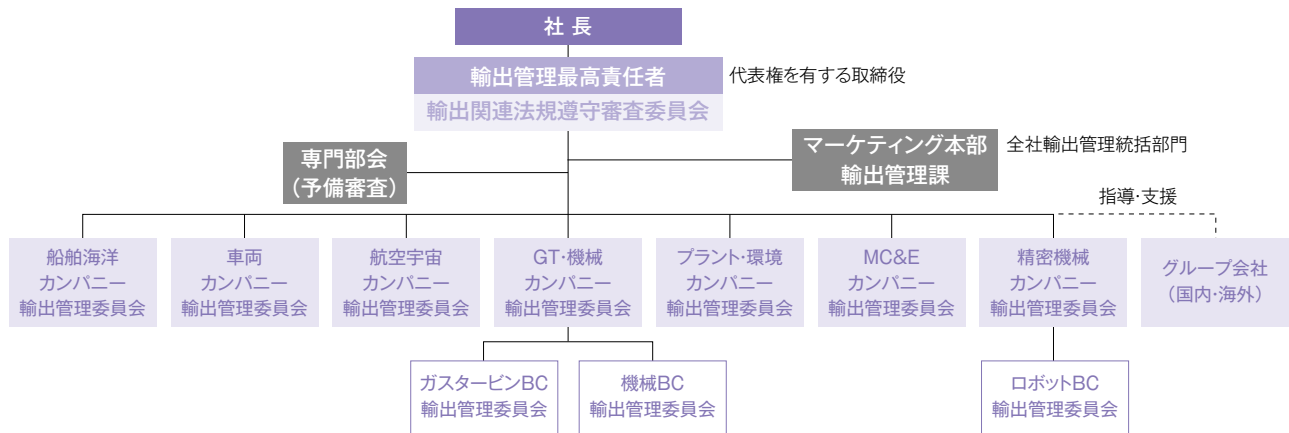 社 長
輸出管理最高責任者
代表権を有する取締役
輸出関連法規遵守審査委員会
専門部会
（予備審査）
マーケティング本部
輸出管理課
全社輸出管理統括部門
指導･支援
船舶海洋
カンパニー
輸出管理委員会
車両
カンパニー
輸出管理委員会
航空宇宙
カンパニー
輸出管理委員会
GT･機械
カンパニー
輸出管理委員会
プラント･環境
カンパニー
輸出管理委員会
MC&E
カンパニー
輸出管理委員会
精密機械
カンパニー
輸出管理委員会
グループ会社
（国内･海外）
ガスタービンBC
輸出管理委員会
機械BC
輸出管理委員会
ロボットBC
輸出管理委員会